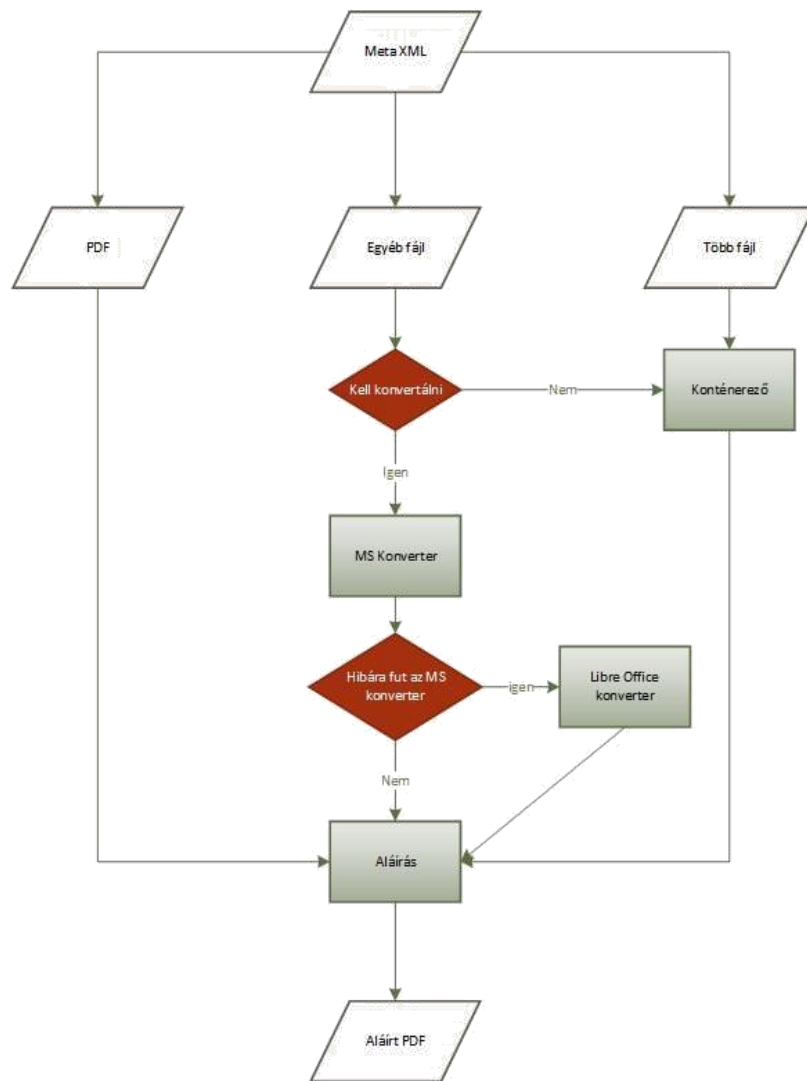 Meta XML
PDF
Egyéb fájl
Több fájl
Kell konvertálni
Nem
Konténerező
Igen
MS Konverter
Hibára fut az MS
konverter
igen
Libre Office
konverter
Nem
Aláírás
Aláírt PDF